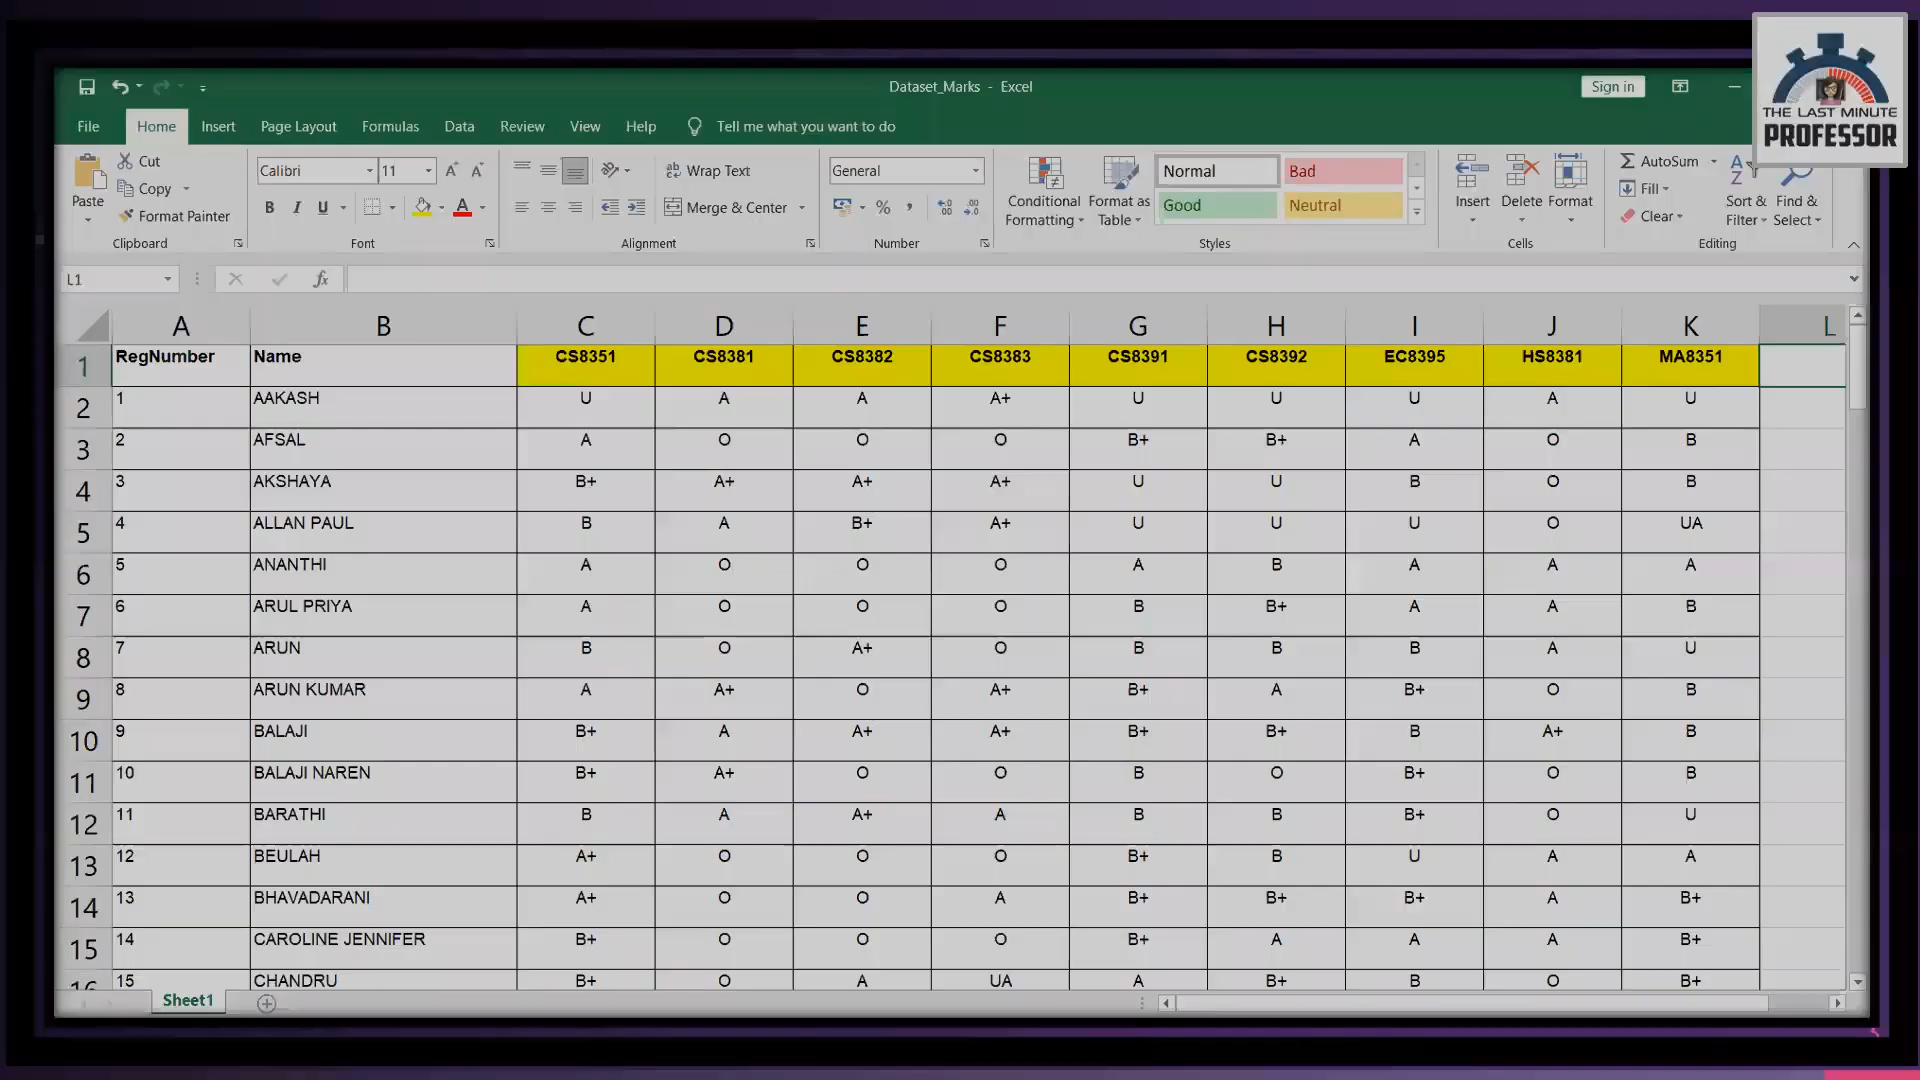 THE LAST MINUTE
PROFESSOR
Dataset_Marks - Excel
Sign in
File Home Insert Page Layout Formulas Data Review View Help Tell me what you want to do
Paste
Cut
Copy
Format Painter
Clipboard
Calibri 11
B I U
Font
Wrap Text
Merge & Center
Alignment
General
Number
Conditional Formatting
Format as Table
Normal Bad
Good Neutral
Styles
Insert Delete Format
Cells
AutoSum
Fill
Clear
Sort & Filter
Find & Select
Editing
L1 fx
A B C D E F G H I J K L
1 RegNumber Name CS8351 CS8381 CS8382 CS8383 CS8391 CS8392 EC8395 HS8381 MA8351
2 1 AAKASH U A A A+ U U U A U
3 2 AFSAL A O O O B+ B+ A O B
4 3 AKSHAYA B+ A+ A+ A+ U U B O B
5 4 ALLAN PAUL B A B+ A+ U U U O UA
6 5 ANANTHI A O O O A B A A A
7 6 ARUL PRIYA A O O O B B+ A A B
8 7 ARUN B O A+ O B B B A U
9 8 ARUN KUMAR A A+ O A+ B+ A B+ O B
10 9 BALAJI B+ A A+ A+ B+ B+ B A+ B
11 10 BALAJI NAREN B+ A+ O O B O B+ O B
12 11 BARATHI B A A+ A B B B+ O U
13 12 BEULAH A+ O O O B+ B U A A
14 13 BHAVADARANI A+ O O A B+ B+ B+ A B+
15 14 CAROLINE JENNIFER B+ O O O B+ A A A B+
16 15 CHANDRU B+ O A UA A B+ B O B+
Sheet1